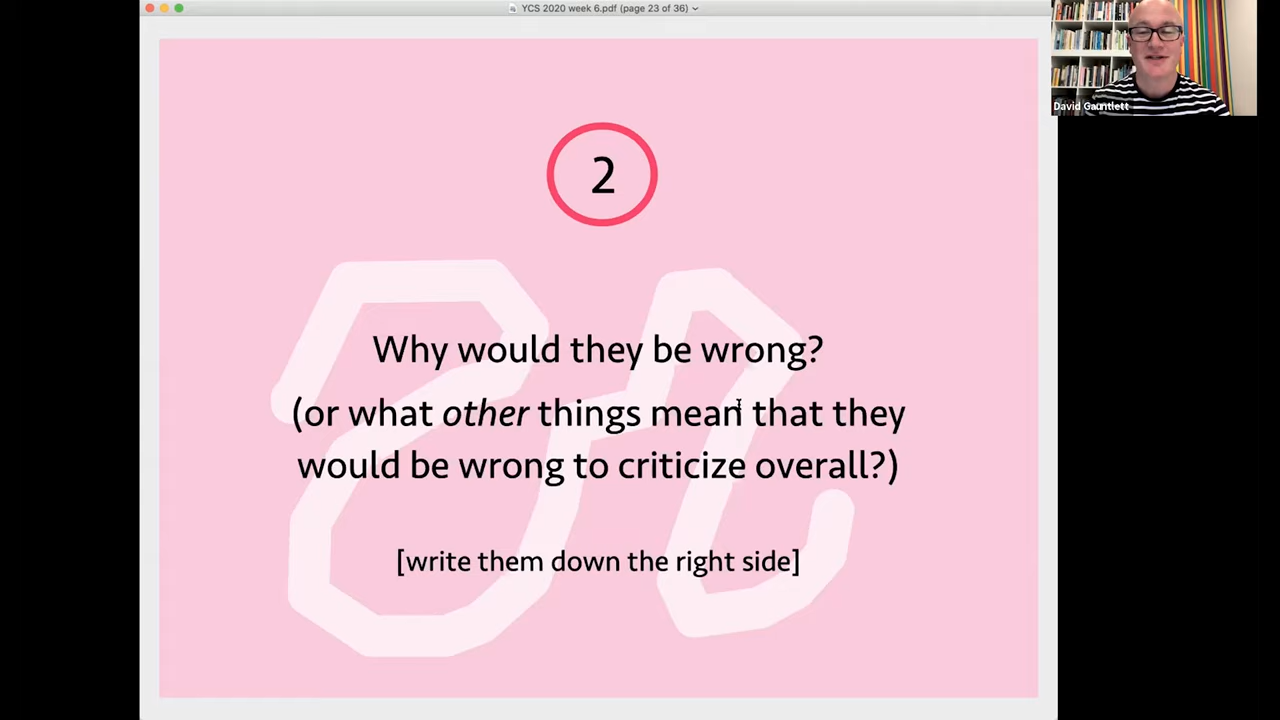 YCS 2020 week 6.pdf (page 23 of 36)
David Gauntlett
2
Why would they be wrong?
(or what other things mean that they
would be wrong to criticize overall?)
[write them down the right side]